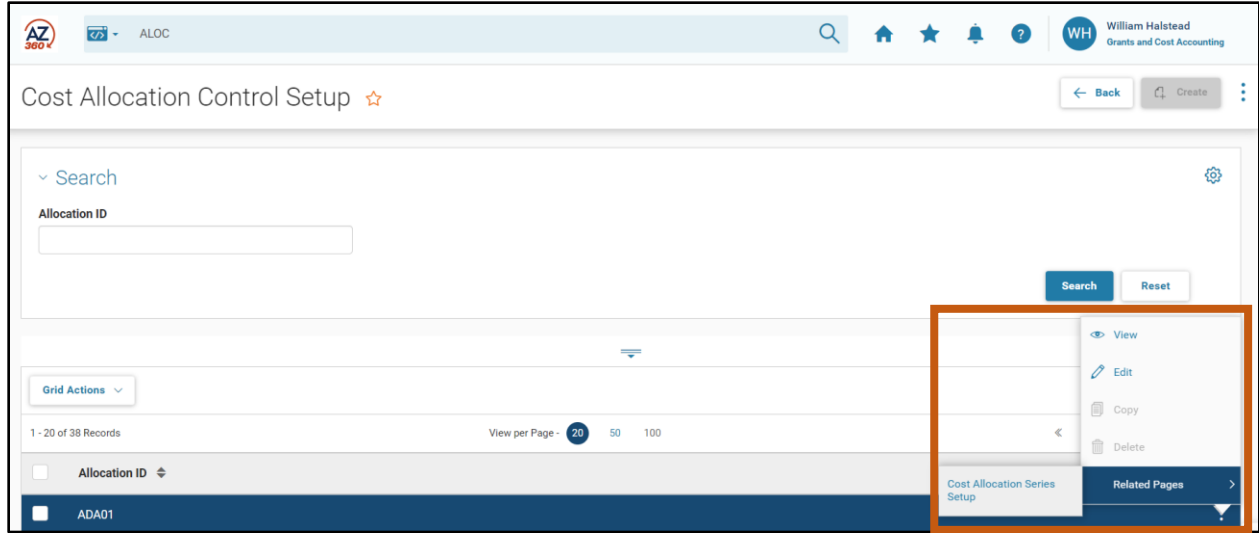 AZ
360
ALOC
?
WH
William Halstead
Grants and Cost Accounting
Cost Allocation Control Setup
Back
Create
Search
Allocation ID
Search
Reset
View
Edit
Grid Actions
Copy
1 - 20 of 38 Records
View per Page - 20 50 100
Delete
Allocation ID
Cost Allocation Series
Setup
Related Pages
ADA01